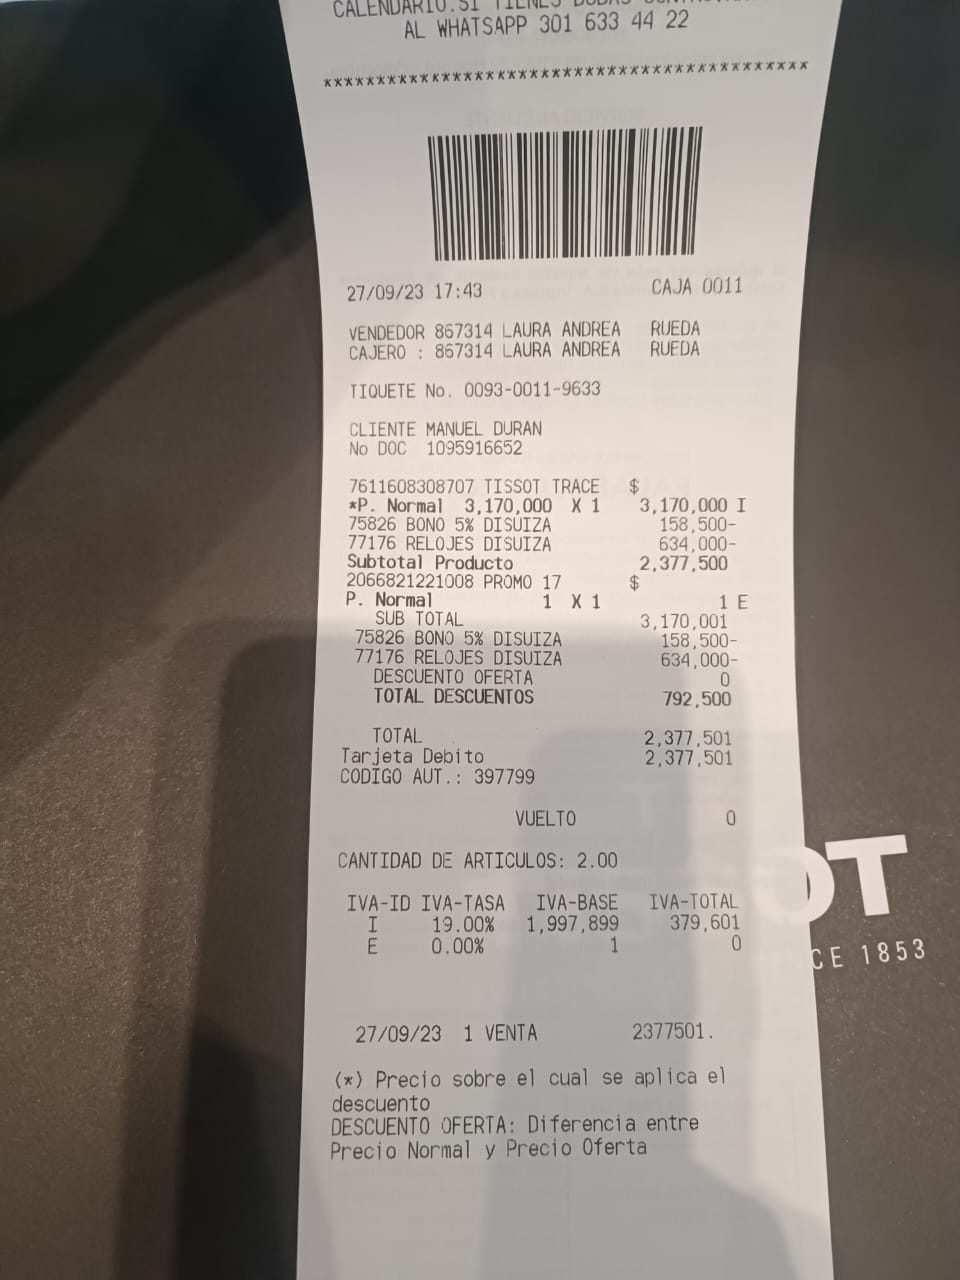 CALENDARIO.SI TIENES DUDAS
AL WHATSAPP 301 633 44 22
**********************************************
27/09/23 17:43 CAJA 0011
VENDEDOR 867314 LAURA ANDREA RUEDA
CAJERO : 867314 LAURA ANDREA RUEDA
TIQUETE No. 0093-0011-9633
CLIENTE MANUEL DURAN
No DOC 1095916652
7611608308707 TISSOT TRACE $
*P. Normal 3,170,000 X 1 3,170,000 I
75826 BONO 5% DISUIZA 158,500-
77176 RELOJES DISUIZA 634,000-
Subtotal Producto 2,377,500
2066821221008 PROMO 17 $
P. Normal 1 X 1 1 E
SUB TOTAL 3,170,001
75826 BONO 5% DISUIZA 158,500-
77176 RELOJES DISUIZA 634,000-
DESCUENTO OFERTA 0
TOTAL DESCUENTOS 792,500
TOTAL 2,377,501
Tarjeta Debito 2,377,501
CODIGO AUT.: 397799
VUELTO 0
CANTIDAD DE ARTICULOS: 2.00
IVA-ID IVA-TASA IVA-BASE IVA-TOTAL
I 19.00% 1,997,899 379,601
E 0.00% 1 0
27/09/23 1 VENTA 2377501.
(*) Precio sobre el cual se aplica el
descuento
DESCUENTO OFERTA: Diferencia entre
Precio Normal y Precio Oferta
OT
CE 1853